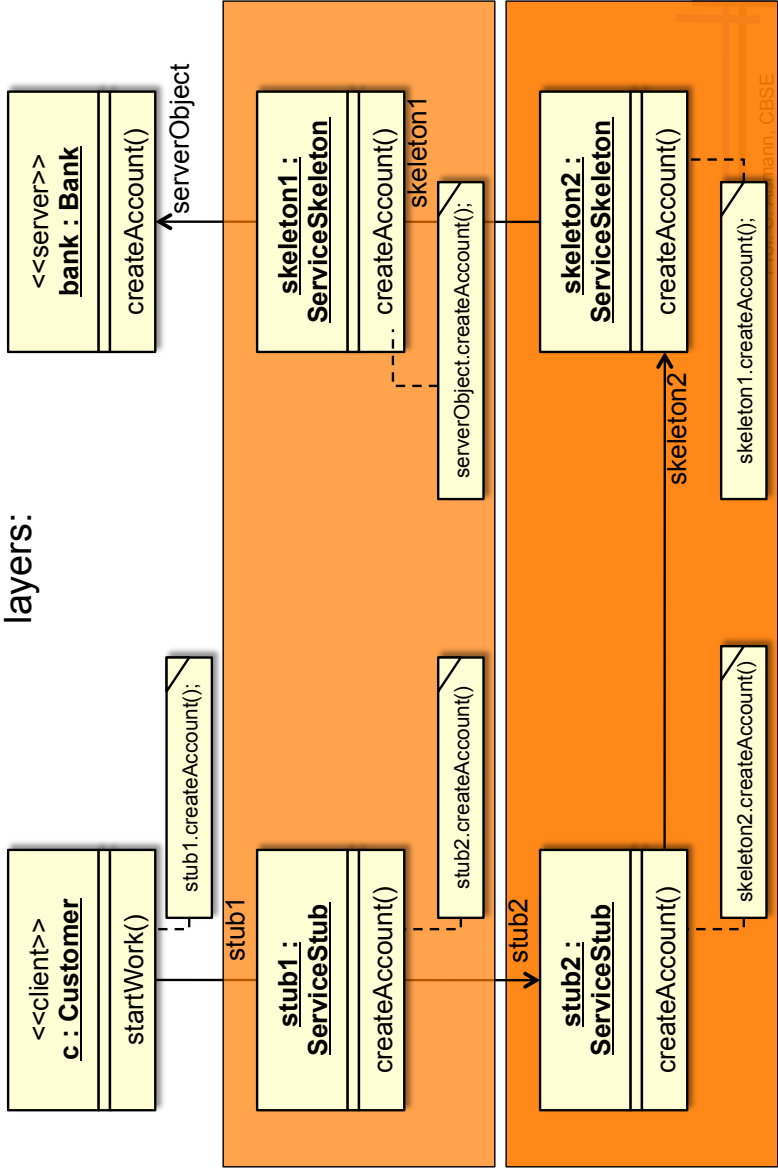 layers:
<<client>>
c : Customer
startWork()
stub1.createAccount();
<<server>>
bank : Bank
createAccount()
serverObject
stub1
stub1 :
ServiceStub
createAccount()
stub2.createAccount()
skeleton1 :
ServiceSkeleton
createAccount()
skeleton1
serverObject.createAccount();
stub2
stub2 :
ServiceStub
createAccount()
skeleton2.createAccount()
skeleton2
skeleton2 :
ServiceSkeleton
createAccount()
skeleton1.createAccount();
CBSE